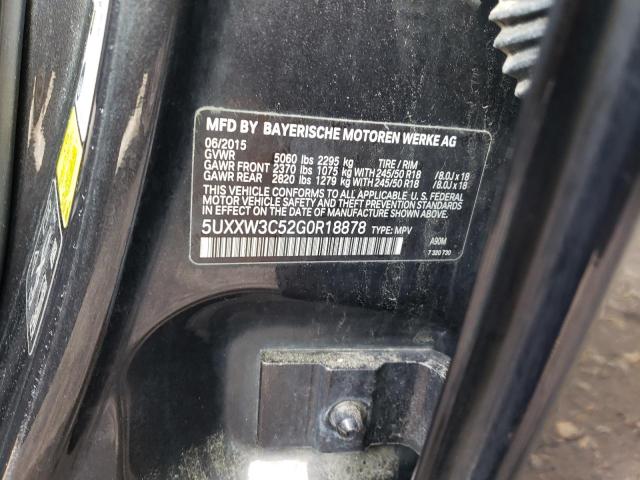 MFD BY BAYERISCHE MOTOREN WERKE AG
06/2015
GVWR 5060 lbs 2295 kg TIRE / RIM
GAWR FRONT 2370 lbs 1075 kg WITH 245/50 R18 /8.0J x 18
GAWR REAR 2820 lbs 1279 kg WITH 245/50 R18 /8.0J x 18
THIS VEHICLE CONFORMS TO ALL APPLICABLE U. S. FEDERAL
MOTOR VEHICLE SAFETY AND THEFT PREVENTION STANDARDS
IN EFFECT ON THE DATE OF MANUFACTURE SHOWN ABOVE.
5UXXW3C52G0R18878 TYPE: MPV
A90M
7 320 730